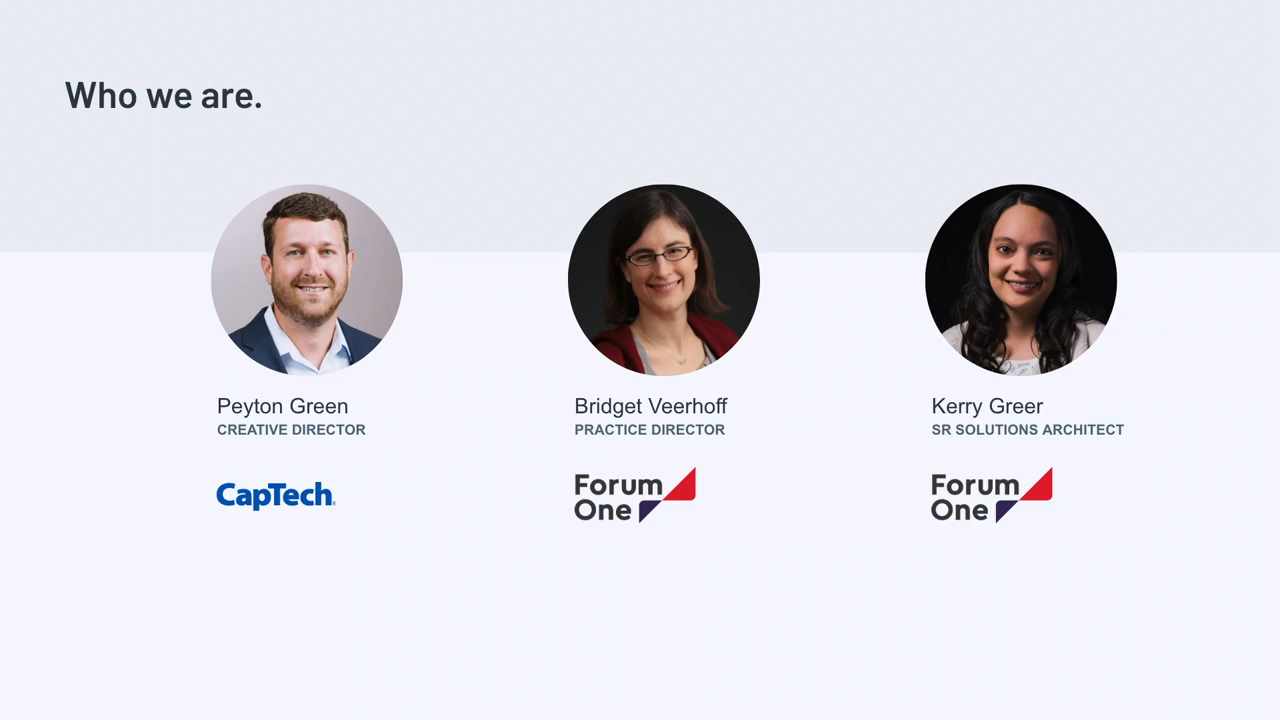 Who we are.
Peyton Green
CREATIVE DIRECTOR
CapTech
Bridget Veerhoff
PRACTICE DIRECTOR
Forum
One
Kerry Greer
SR SOLUTIONS ARCHITECT
Forum
One